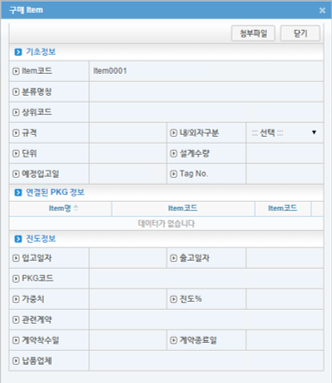 구매 Item
첨부파일 닫기
기초정보
Item코드 Item0001
분류명칭
상위코드
규격 내/외자구분 ::: 선택 :::
단위 설계수량
예정입고일 Tag No.
연결된 PKG 정보
Item명 Item코드 Item코드
데이터가 없습니다
진도정보
입고일자 출고일자
PKG코드
가중치 진도%
관련계약
계약착수일 계약종료일
납품업체